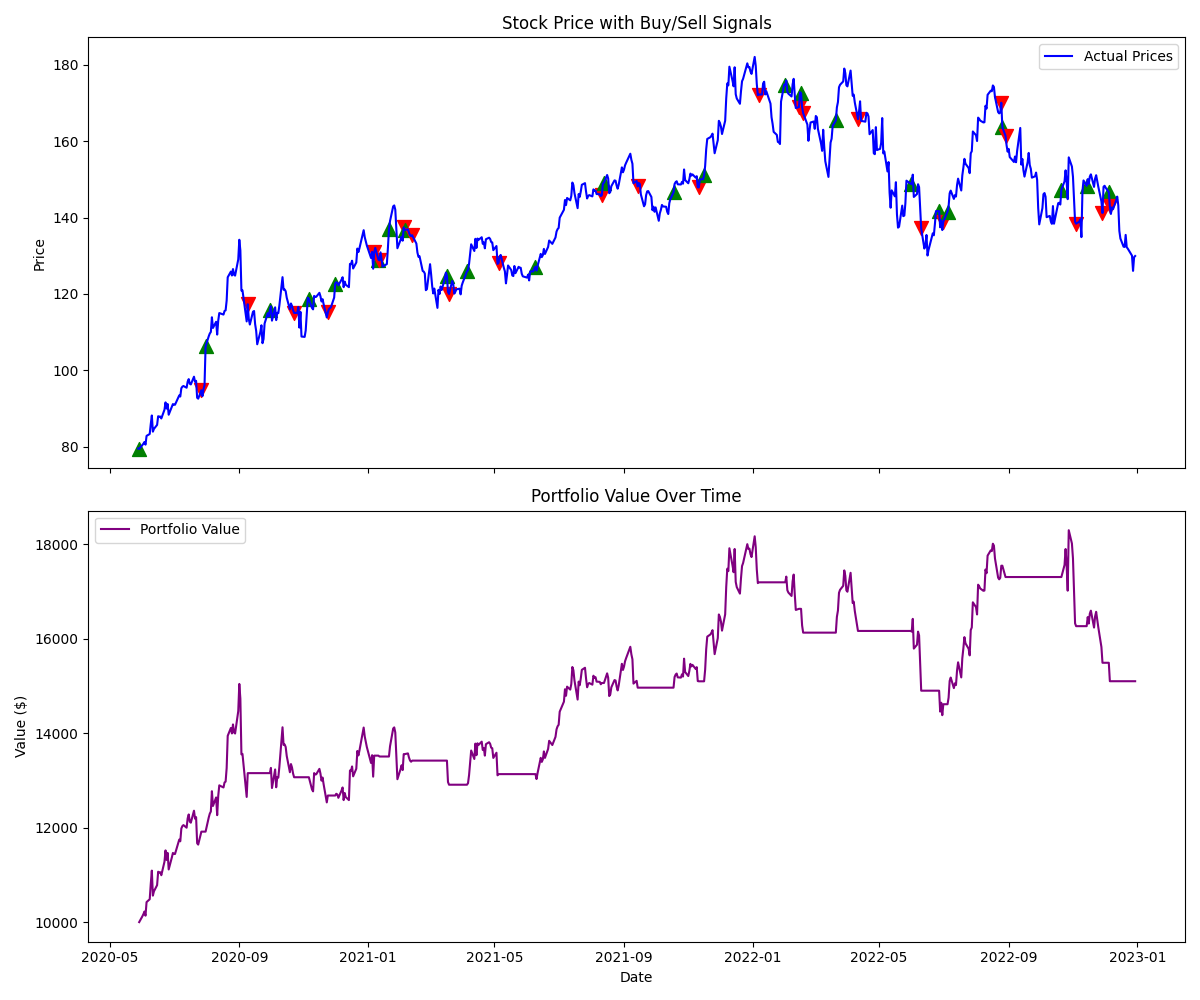 Stock Price with Buy/Sell Signals
Actual Prices
Price
180
160
140
120
100
80
Portfolio Value Over Time
Portfolio Value
Value ($)
18000
16000
14000
12000
10000
2020-05 2020-09 2021-01 2021-05 2021-09 2022-01 2022-05 2022-09 2023-01
Date